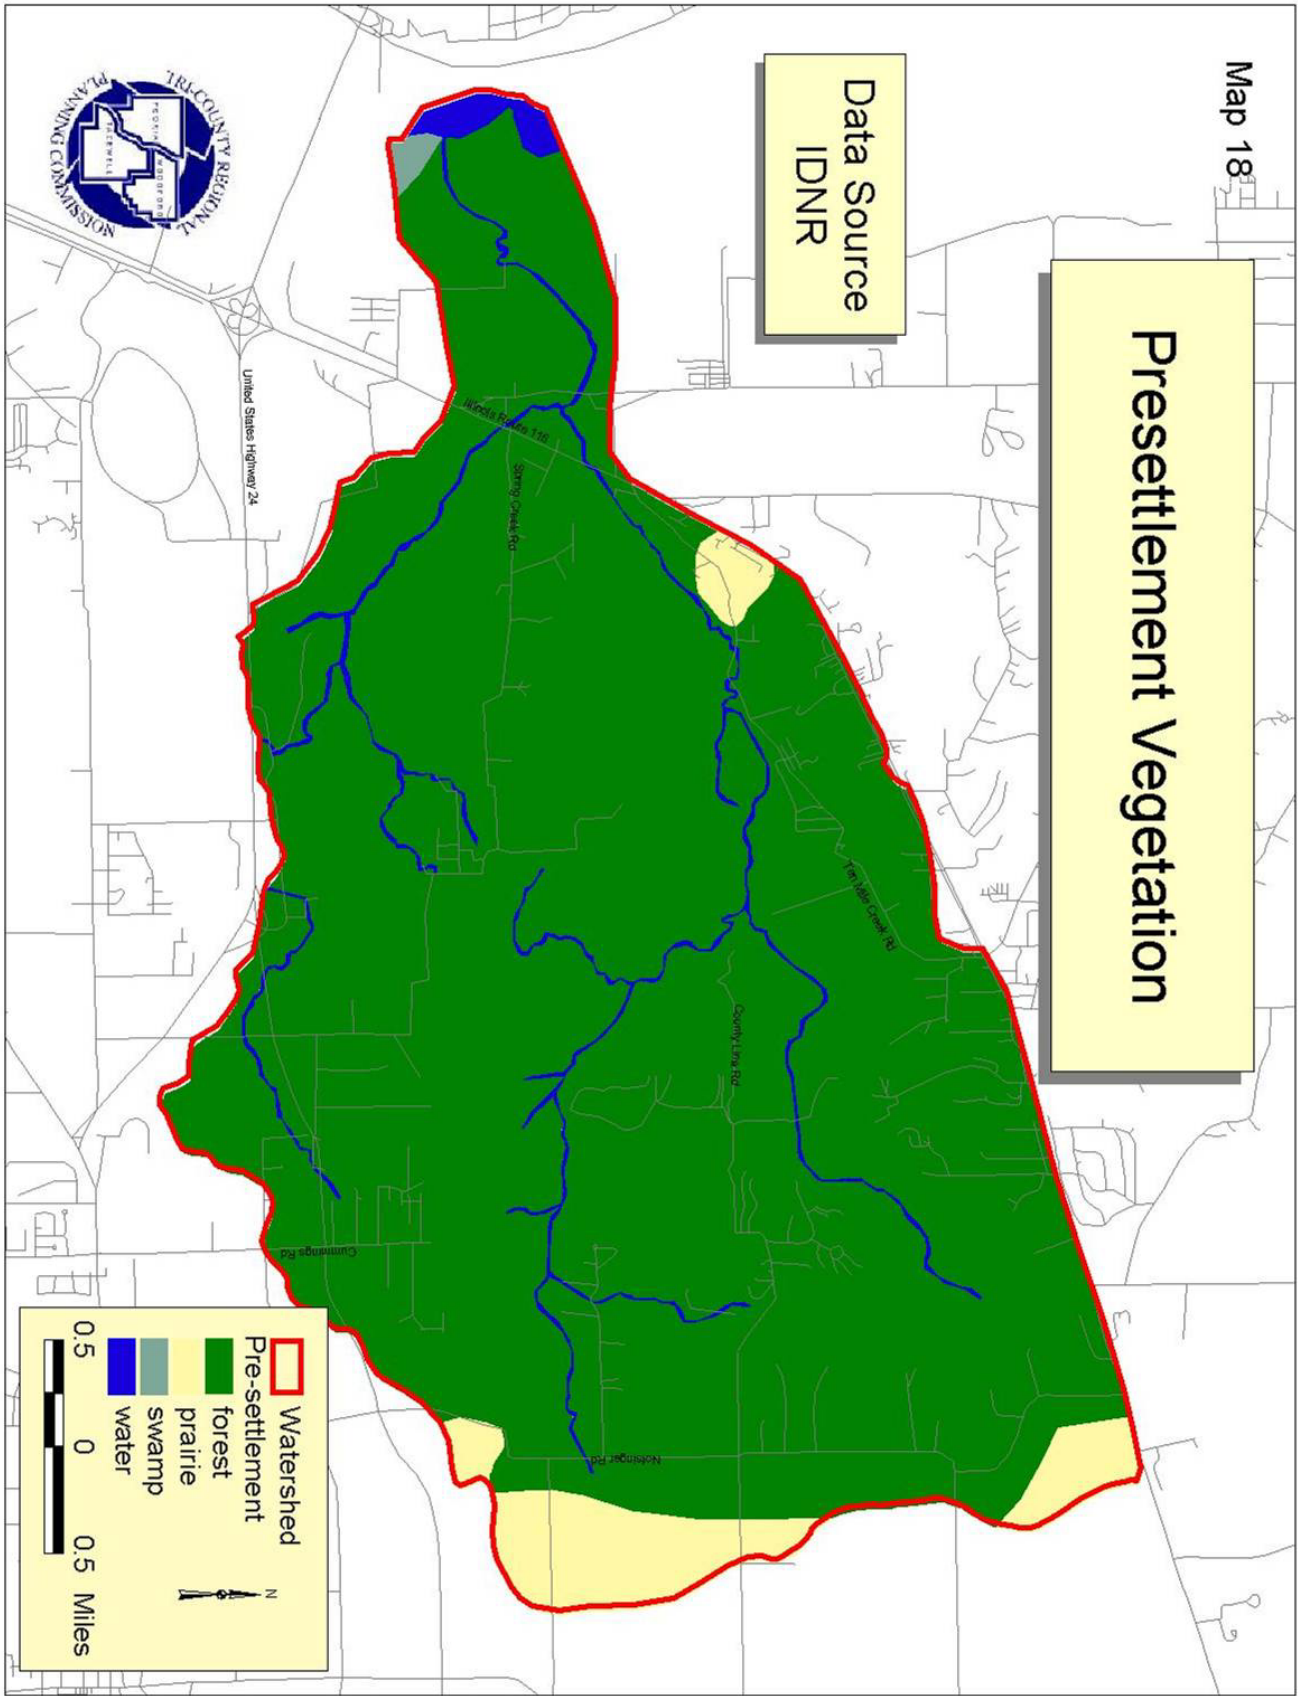 Map 18
Presettlement Vegetation
Data Source
IDNR
TRI-COUNTY REGIONAL
PLANNING COMMISSION
PEORIA
WOODFORD
TAZEWELL
United States Highway 24
Illinois Route 116
Spring Creek Rd
Ten Mile Creek Rd
County Line Rd
Cummings Rd
Nofsinger Rd
Watershed
Pre-settlement
forest
prairie
swamp
water
N
0.5 0 0.5 Miles